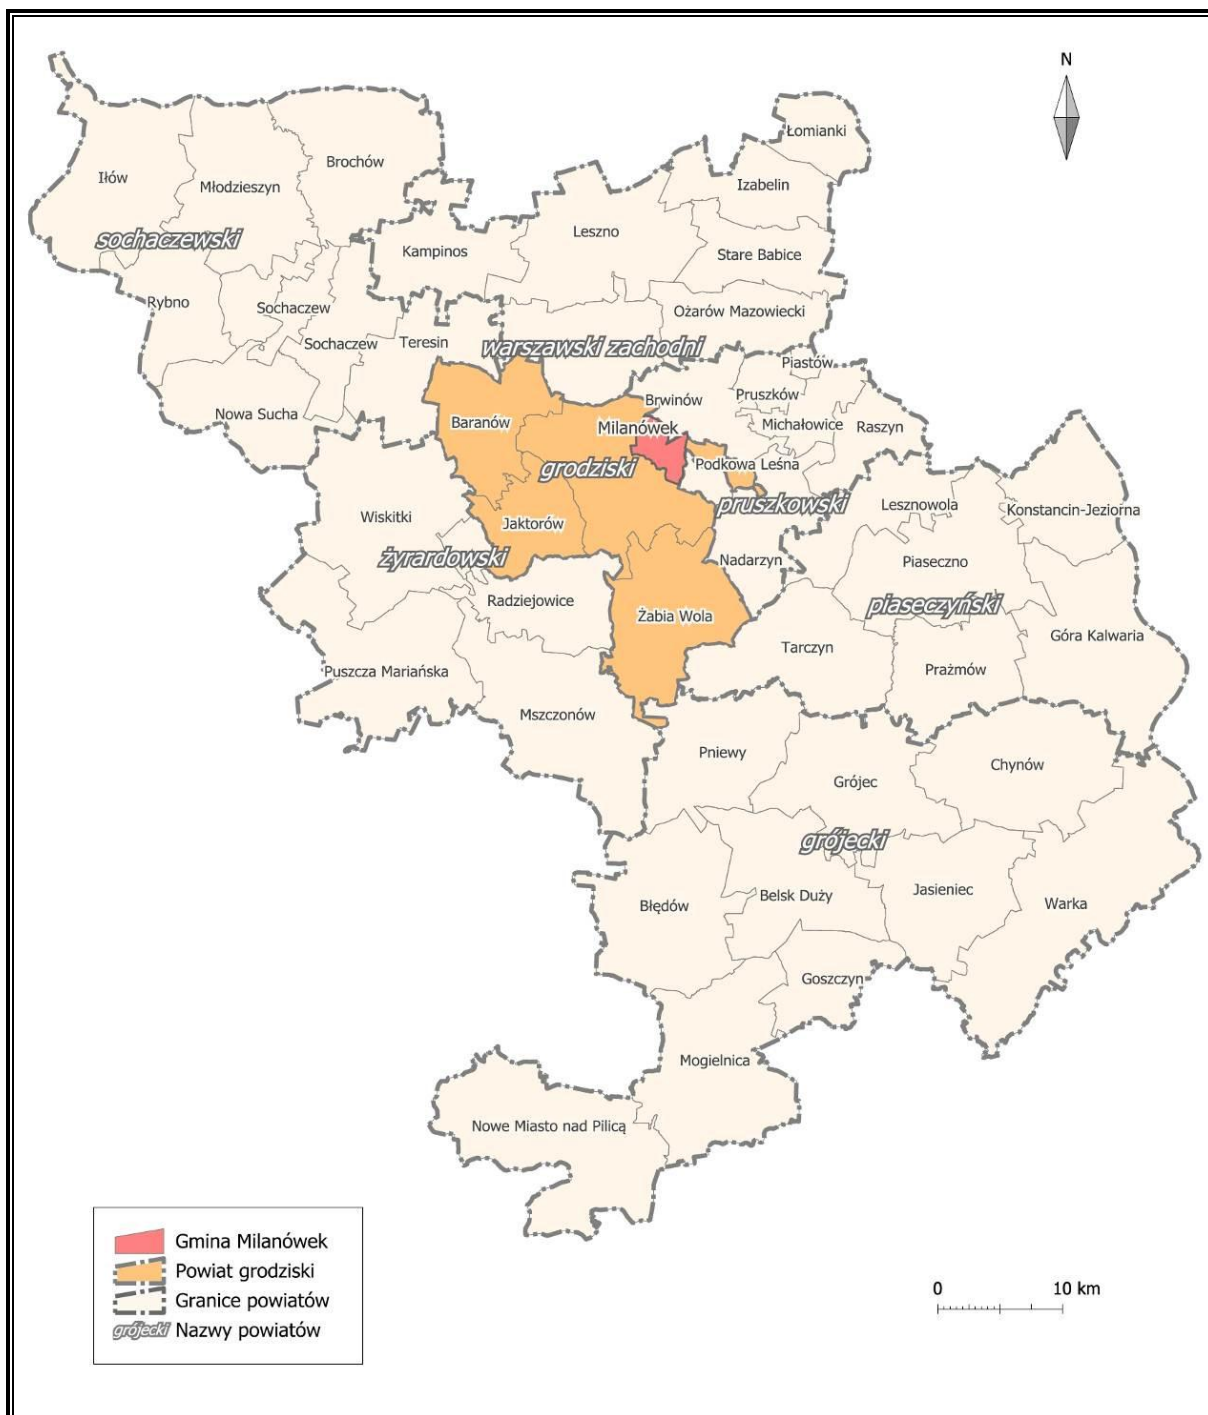 N
Łomianki
Brochów
Iłów
Młodzieszyn
Izabelin
sochaczewski
Leszno
Kampinos
Stare Babice
Rybno
Sochaczew
Ożarów Mazowiecki
Sochaczew
Teresin
warszawski zachodni
Piastów
Brwinów
Pruszków
Nowa Sucha
Baranów
Milanówek
Michałowice
Raszyn
grodziski
Podkowa Leśna
pruszkowski
Lesznowola
Konstancin-Jeziorna
Wiskitki
Jaktorów
żyrardowski
Nadarzyn
Piaseczno
Radziejowice
piaseczyński
Żabia Wola
Góra Kalwaria
Tarczyn
Puszcza Mariańska
Prażmów
Mszczonów
Pniewy
Chynów
Grójec
grójecki
Błędów
Belsk Duży
Jasieniec
Warka
Goszczyn
Mogielnica
Nowe Miasto nad Pilicą
Gmina Milanówek
Powiat grodziski
Granice powiatów
grójecki Nazwy powiatów
0 10 km